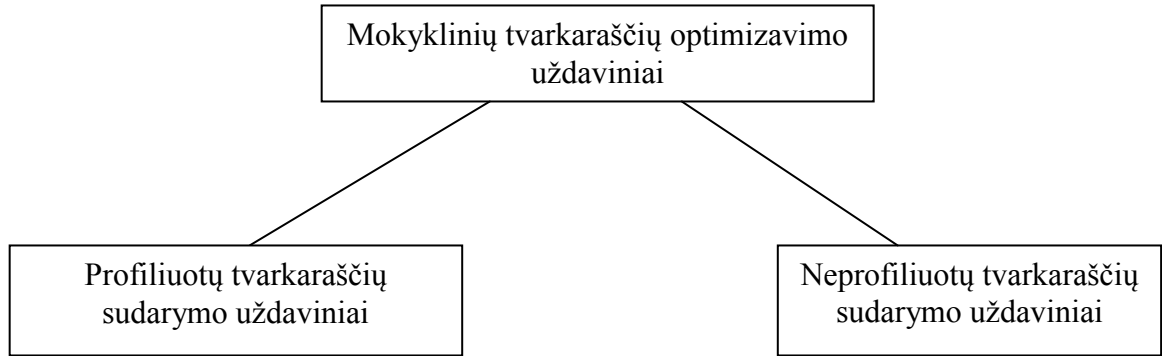 Mokyklinių tvarkaraščių optimizavimo
uždaviniai
Profiliuotų tvarkaraščių
sudarymo uždaviniai
Neprofiliuotų tvarkaraščių
sudarymo uždaviniai